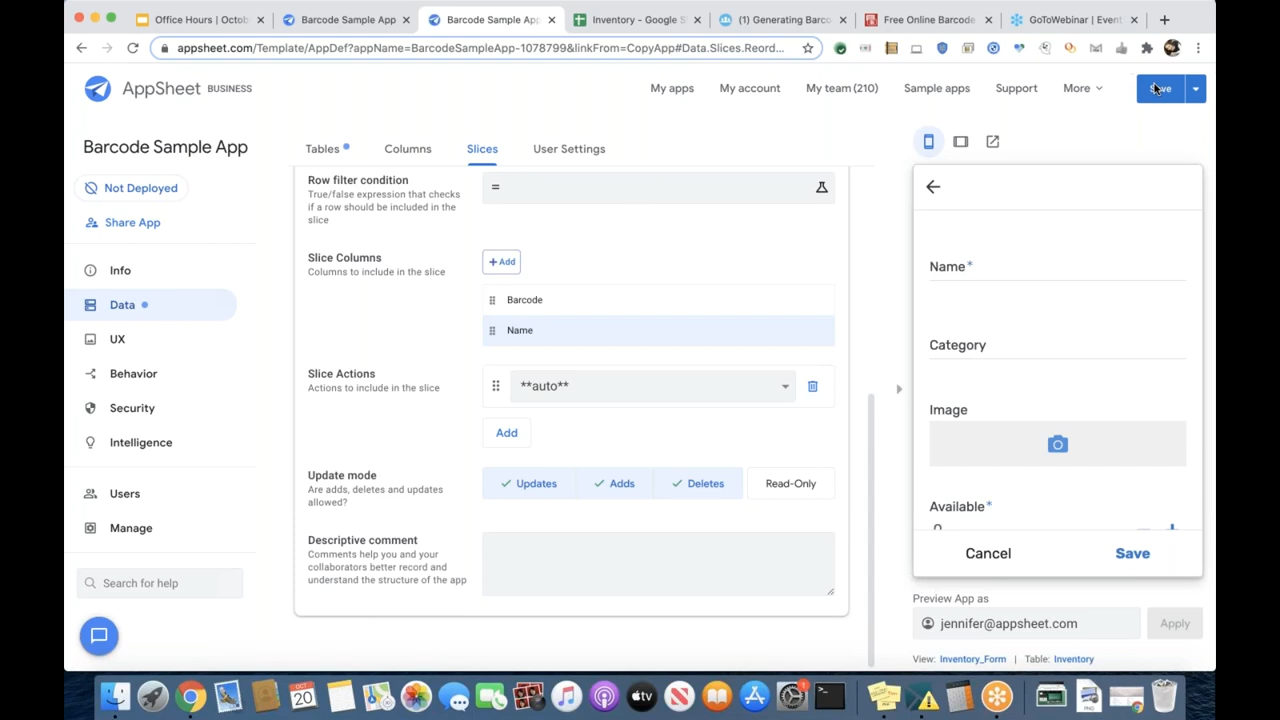 Office Hours | Octob
Barcode Sample App
Barcode Sample App
Inventory - Google S
(1) Generating Barco
Free Online Barcode
GoToWebinar | Event
appsheet.com/Template/AppDef?appName=BarcodeSampleApp-1078799&linkFrom=CopyApp#Data.Slices.Reord...
AppSheet BUSINESS
My apps
My account
My team (210)
Sample apps
Support
More
Save
Barcode Sample App
Not Deployed
Share App
Info
Data
UX
Behavior
Security
Intelligence
Users
Manage
Search for help
Tables
Columns
Slices
User Settings
Row filter condition
True/false expression that checks
if a row should be included in the
slice
=
Slice Columns
Columns to include in the slice
+ Add
Barcode
Name
Slice Actions
Actions to include in the slice
**auto**
Add
Update mode
Are adds, deletes and updates
allowed?
Updates
Adds
Deletes
Read-Only
Descriptive comment
Comments help you and your
collaborators better record and
understand the structure of the app
Name*
Category
Image
Available*
0
Cancel
Save
Preview App as
jennifer@appsheet.com
Apply
View: Inventory_Form | Table: Inventory
OCT
20
tv